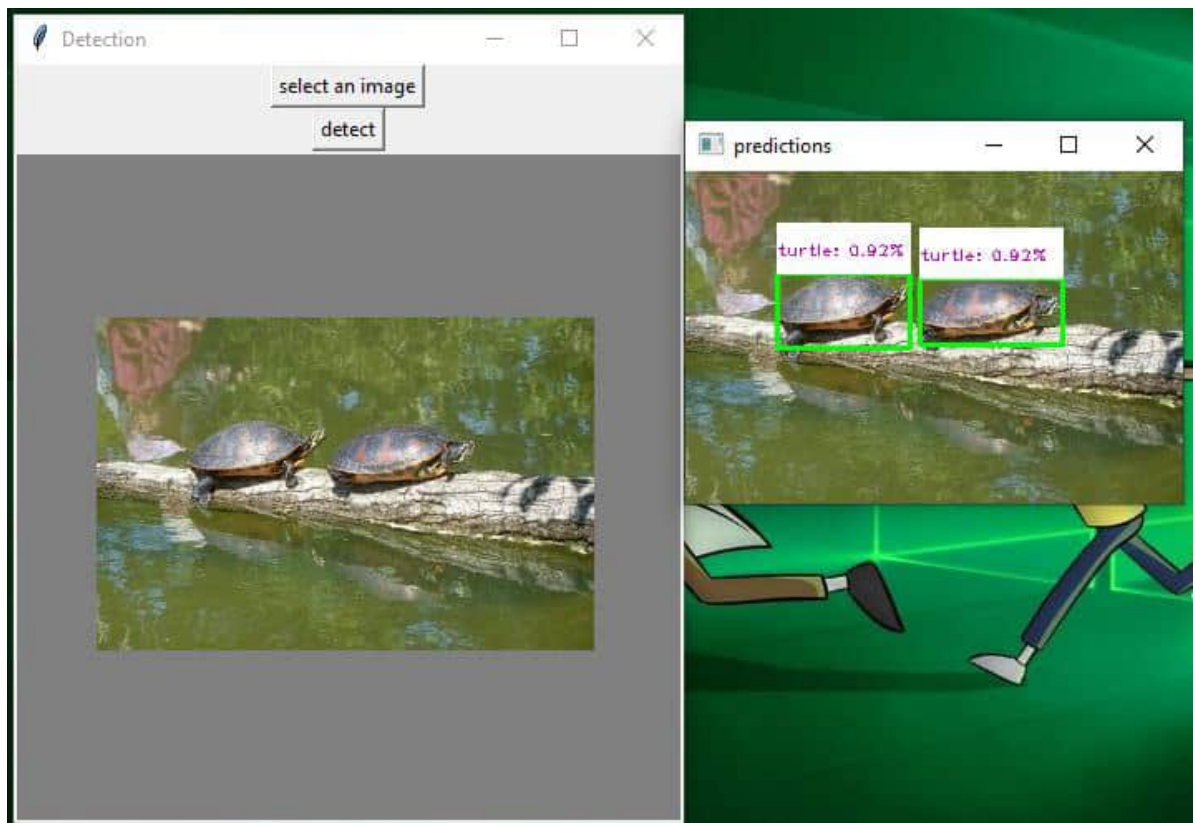 Detection
select an image
detect
predictions
turtle: 0.92%
turtle: 0.92%